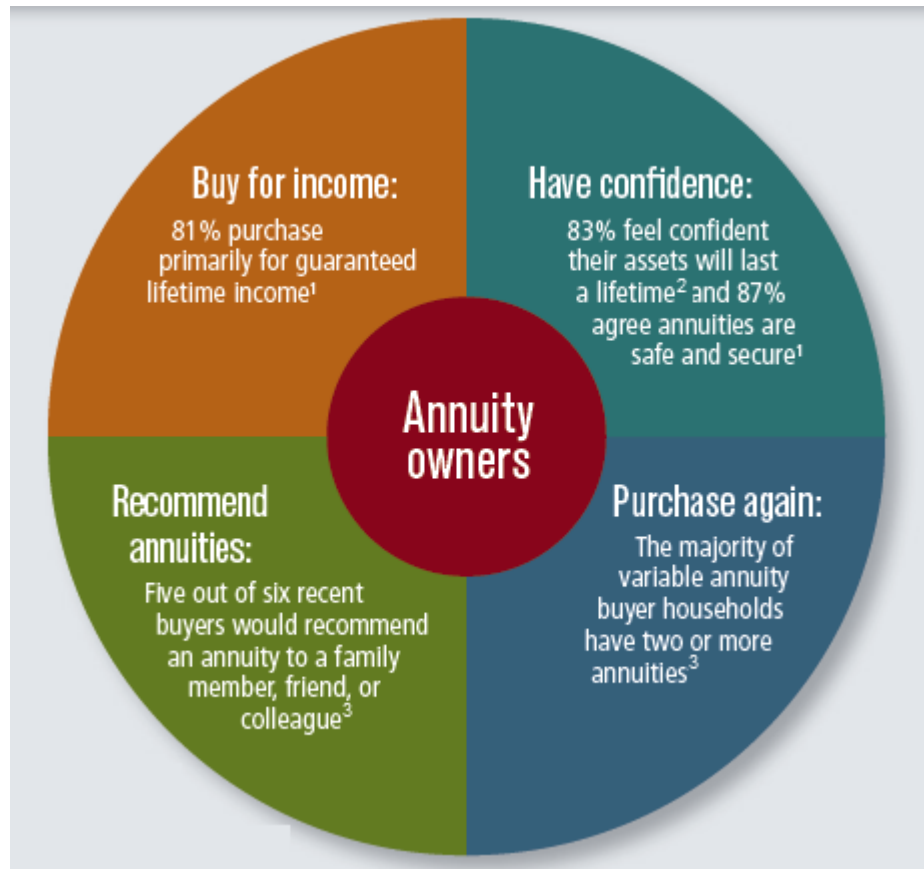 Buy for income:
81% purchase
primarily for guaranteed
lifetime income¹
Have confidence:
83% feel confident
their assets will last
a lifetime² and 87%
agree annuities are
safe and secure¹
Annuity
owners
Recommend
annuities:
Five out of six recent
buyers would recommend
an annuity to a family
member, friend, or
colleague³
Purchase again:
The majority of
variable annuity
buyer households
have two or more
annuities³